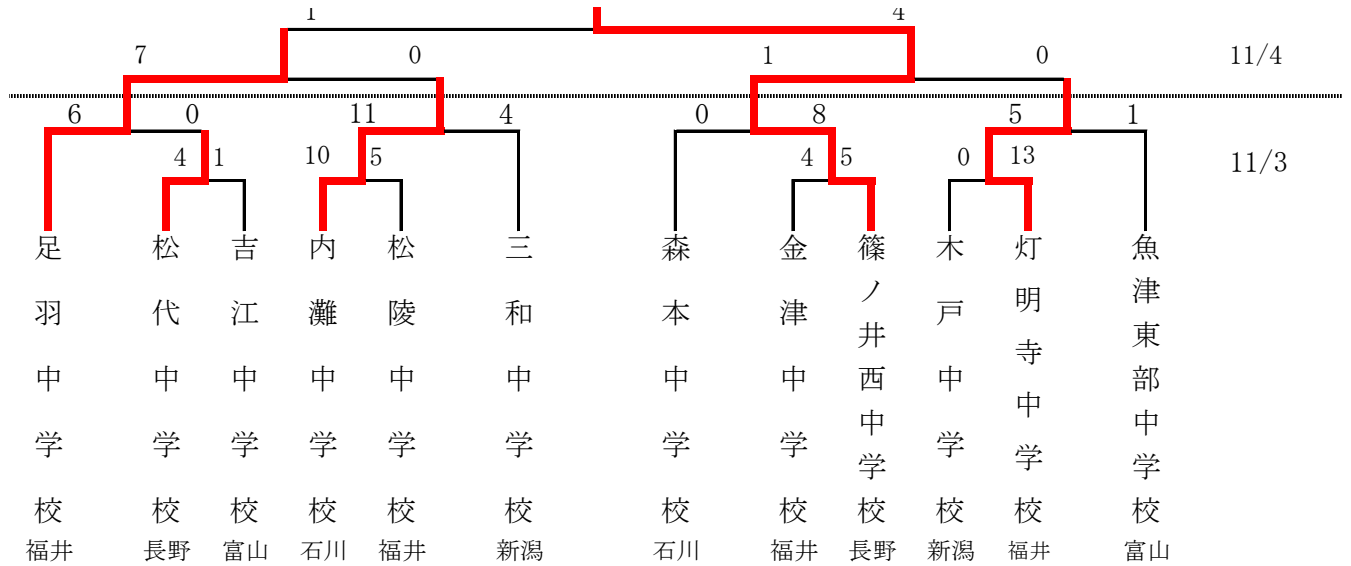 1 4
7 0 1 0 11/4
6 0 11 4 0 8 5 1
4 1 10 5 4 5 0 13 11/3
足羽中学校
松代中学校
吉江中学校
内灘中学校
松陵中学校
三和中学校
森本中学校
金津中学校
篠ノ井西中学校
木戸中学校
灯明寺中学校
魚津東部中学校
福井 長野 富山 石川 福井 新潟 石川 福井 長野 新潟 福井 富山